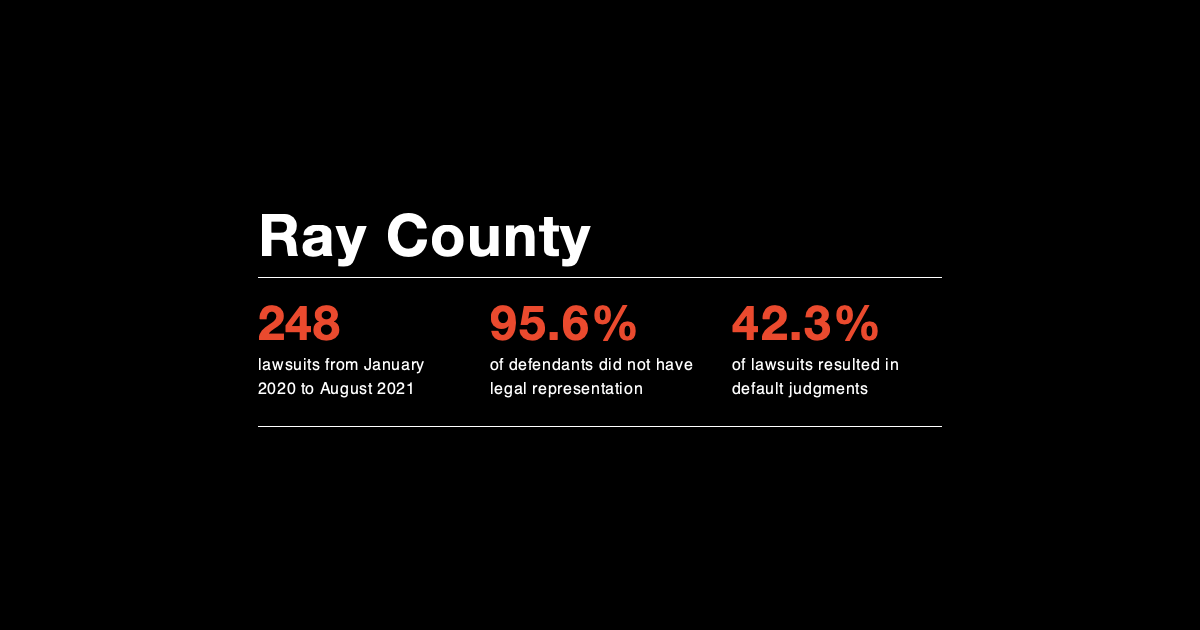 Ray County
248
lawsuits from January
2020 to August 2021
95.6%
of defendants did not have
legal representation
42.3%
of lawsuits resulted in
default judgments